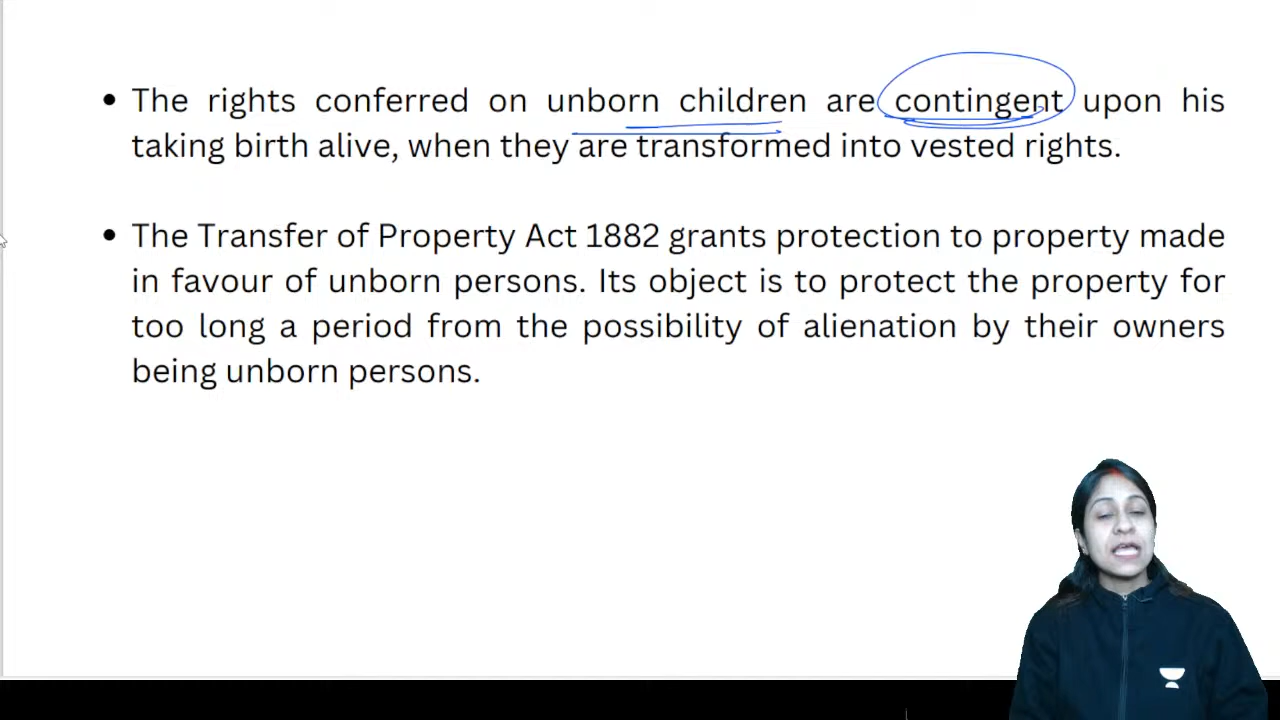 • The rights conferred on unborn children are contingent upon his
taking birth alive, when they are transformed into vested rights.
• The Transfer of Property Act 1882 grants protection to property made
in favour of unborn persons. Its object is to protect the property for
too long a period from the possibility of alienation by their owners
being unborn persons.